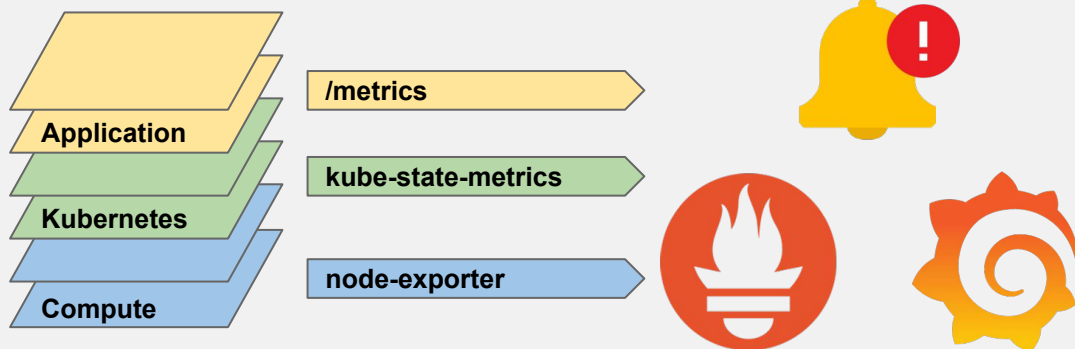 Application
/metrics
Kubernetes
kube-state-metrics
Compute
node-exporter
!